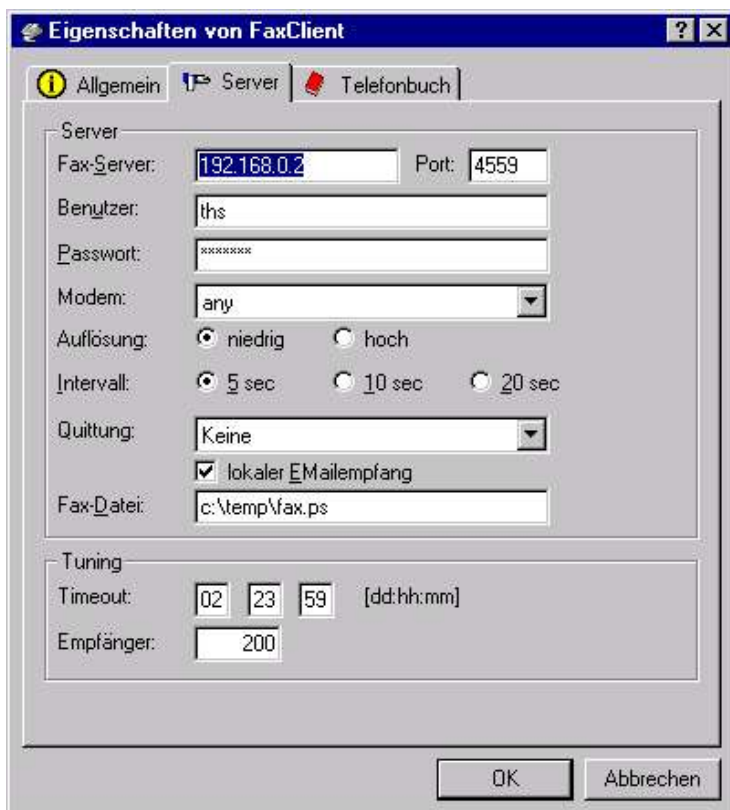 Eigenschaften von FaxClient
Allgemein Server Telefonbuch
Server
Fax-Server: 192.168.0.2 Port: 4559
Benutzer: ths
Passwort: *******
Modem: any
Auflösung: niedrig hoch
Intervall: 5 sec 10 sec 20 sec
Quittung: Keine
lokaler EMailempfang
Fax-Datei: c:\temp\fax.ps
Tuning
Timeout: 02 23 59 [dd:hh:mm]
Empfänger: 200
OK Abbrechen